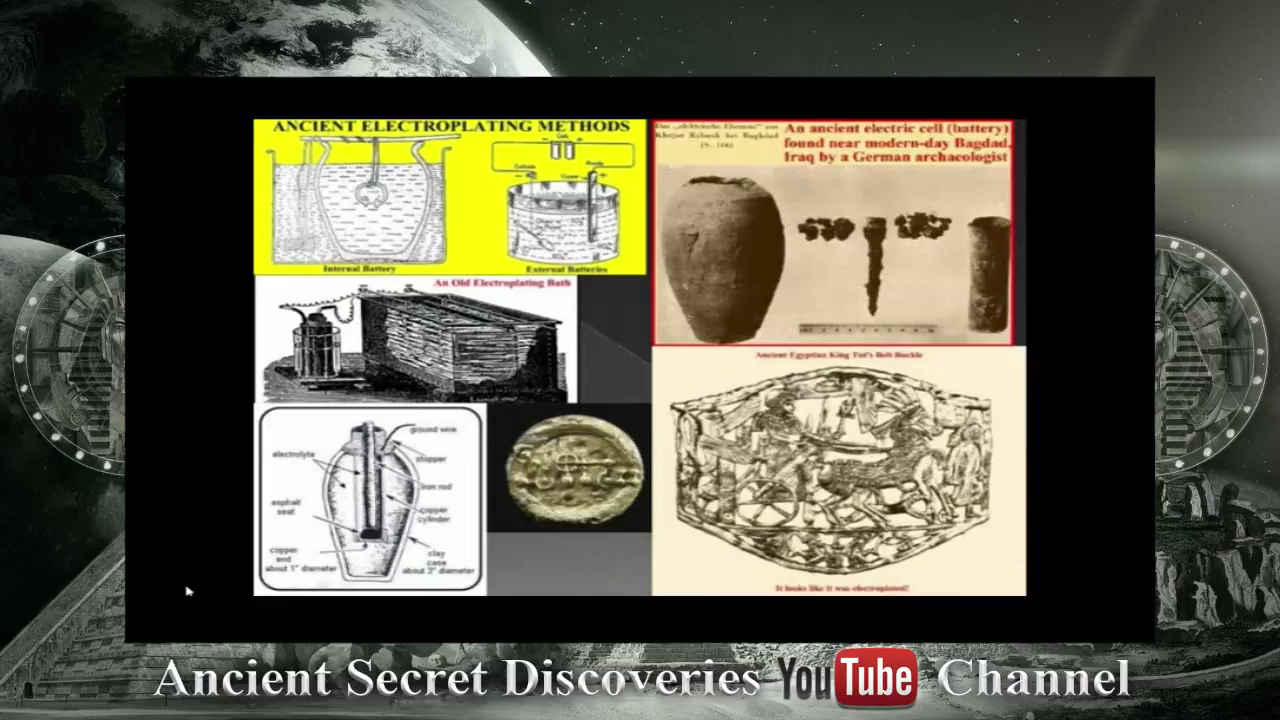 ANCIENT ELECTROPLATING METHODS
Internal Battery
External Batteries
An Old Electroplating Bath
ground wire
electrolyte
stopper
iron rod
asphalt
seat
copper
cylinder
copper
end
about 1" diameter
clay
case
about 3" diameter
An ancient electric cell (battery)
found near modern-day Bagdad,
Iraq by a German archaeologist
Ancient Egyptian King Tut's Belt Buckle
It looks like it was electroplated!
Ancient Secret Discoveries YouTube Channel